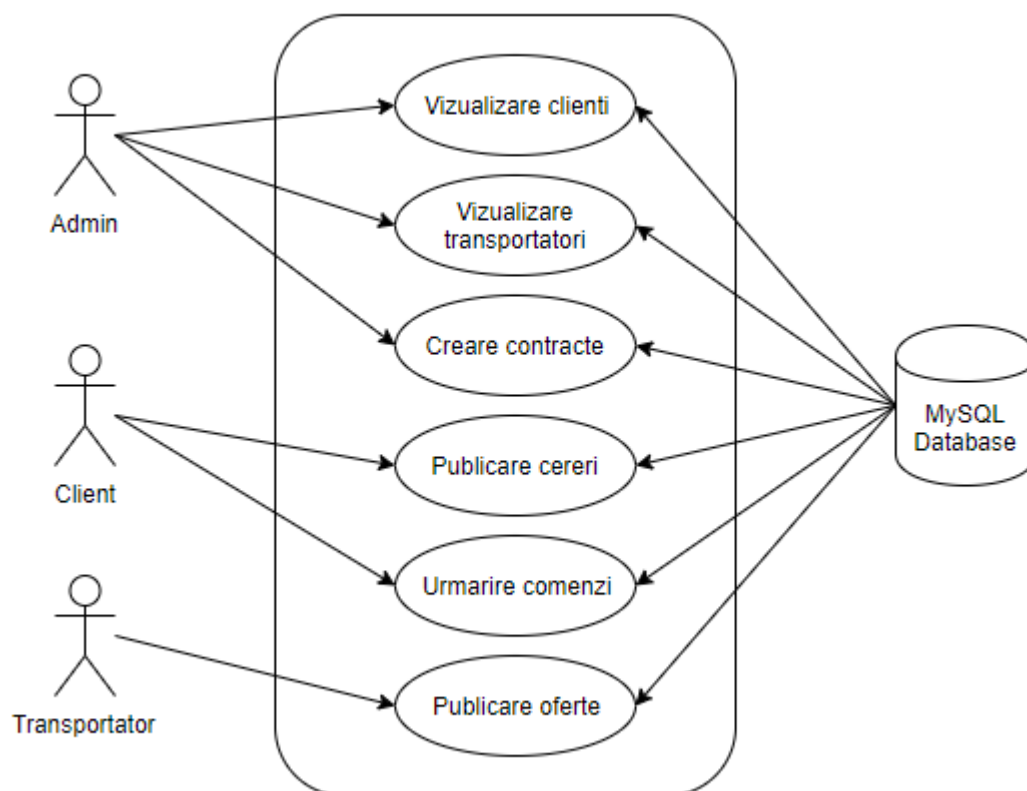 Vizualizare clienti
Admin
Vizualizare
transportatori
Creare contracte
MySQL
Database
Client
Publicare cereri
Urmarire comenzi
Transportator
Publicare oferte